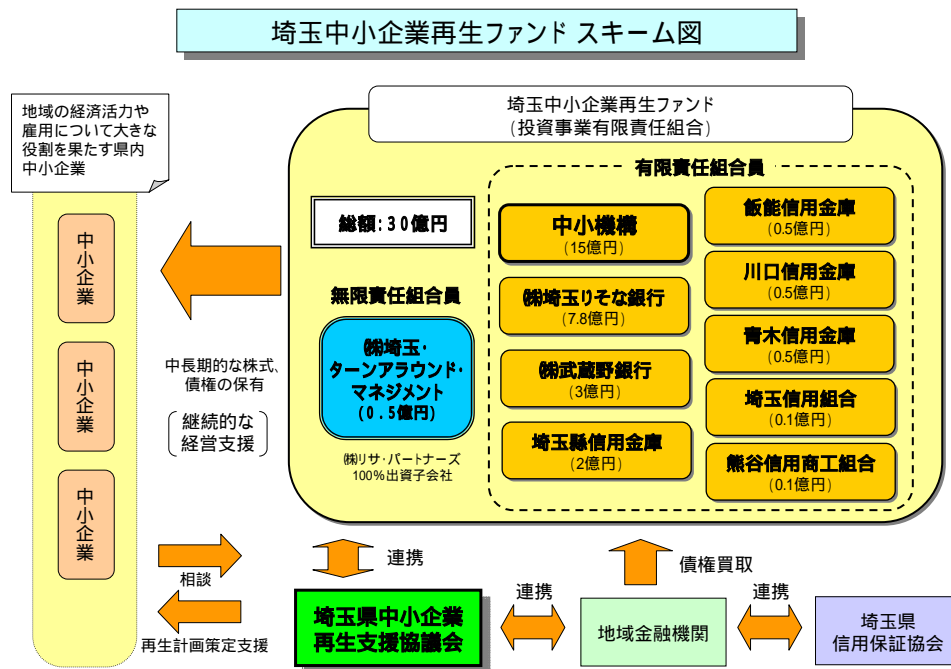 埼玉中小企業再生ファンド スキーム図
地域の経済活力や
雇用について大きな
役割を果たす県内
中小企業
中小企業
中小企業
中小企業
中長期的な株式、
債権の保有
継続的な
経営支援
埼玉中小企業再生ファンド
(投資事業有限責任組合)
総額:30億円
無限責任組合員
㈱埼玉・
ターンアラウンド・
マネジメント
(0.5億円)
㈱リサ・パートナーズ
100%出資子会社
有限責任組合員
中小機構
(15億円)
㈱埼玉りそな銀行
(7.8億円)
㈱武蔵野銀行
(3億円)
埼玉縣信用金庫
(2億円)
飯能信用金庫
(0.5億円)
川口信用金庫
(0.5億円)
青木信用金庫
(0.5億円)
埼玉信用組合
(0.1億円)
熊谷信用商工組合
(0.1億円)
相談
再生計画策定支援
連携
債権買取
埼玉県中小企業
再生支援協議会
連携
地域金融機関
連携
埼玉県
信用保証協会